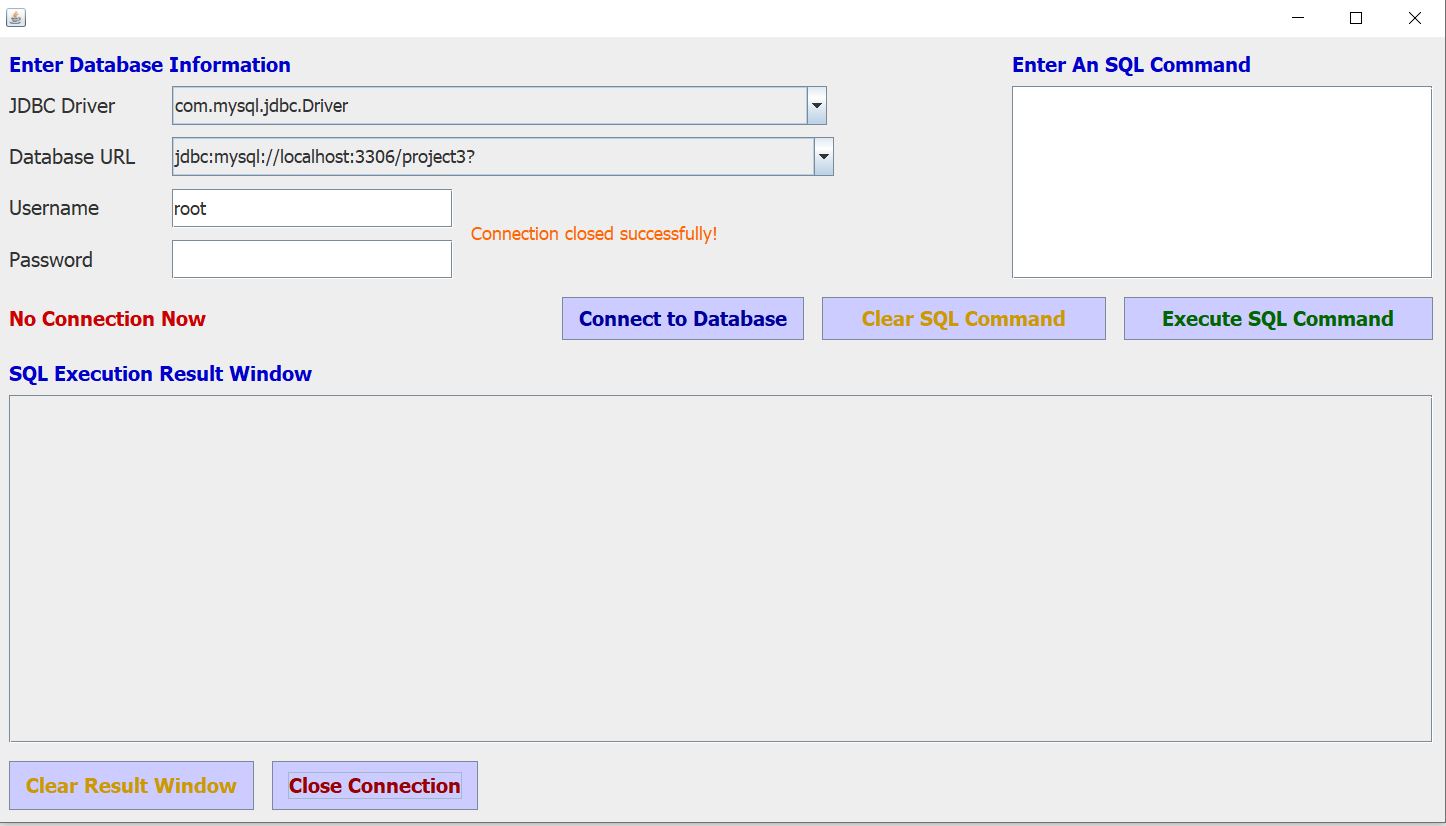 Enter Database Information
Enter An SQL Command
JDBC Driver
com.mysql.jdbc.Driver
Database URL
jdbc:mysql://localhost:3306/project3?
Username
root
Connection closed successfully!
Password
No Connection Now
Connect to Database
Clear SQL Command
Execute SQL Command
SQL Execution Result Window
Clear Result Window
Close Connection